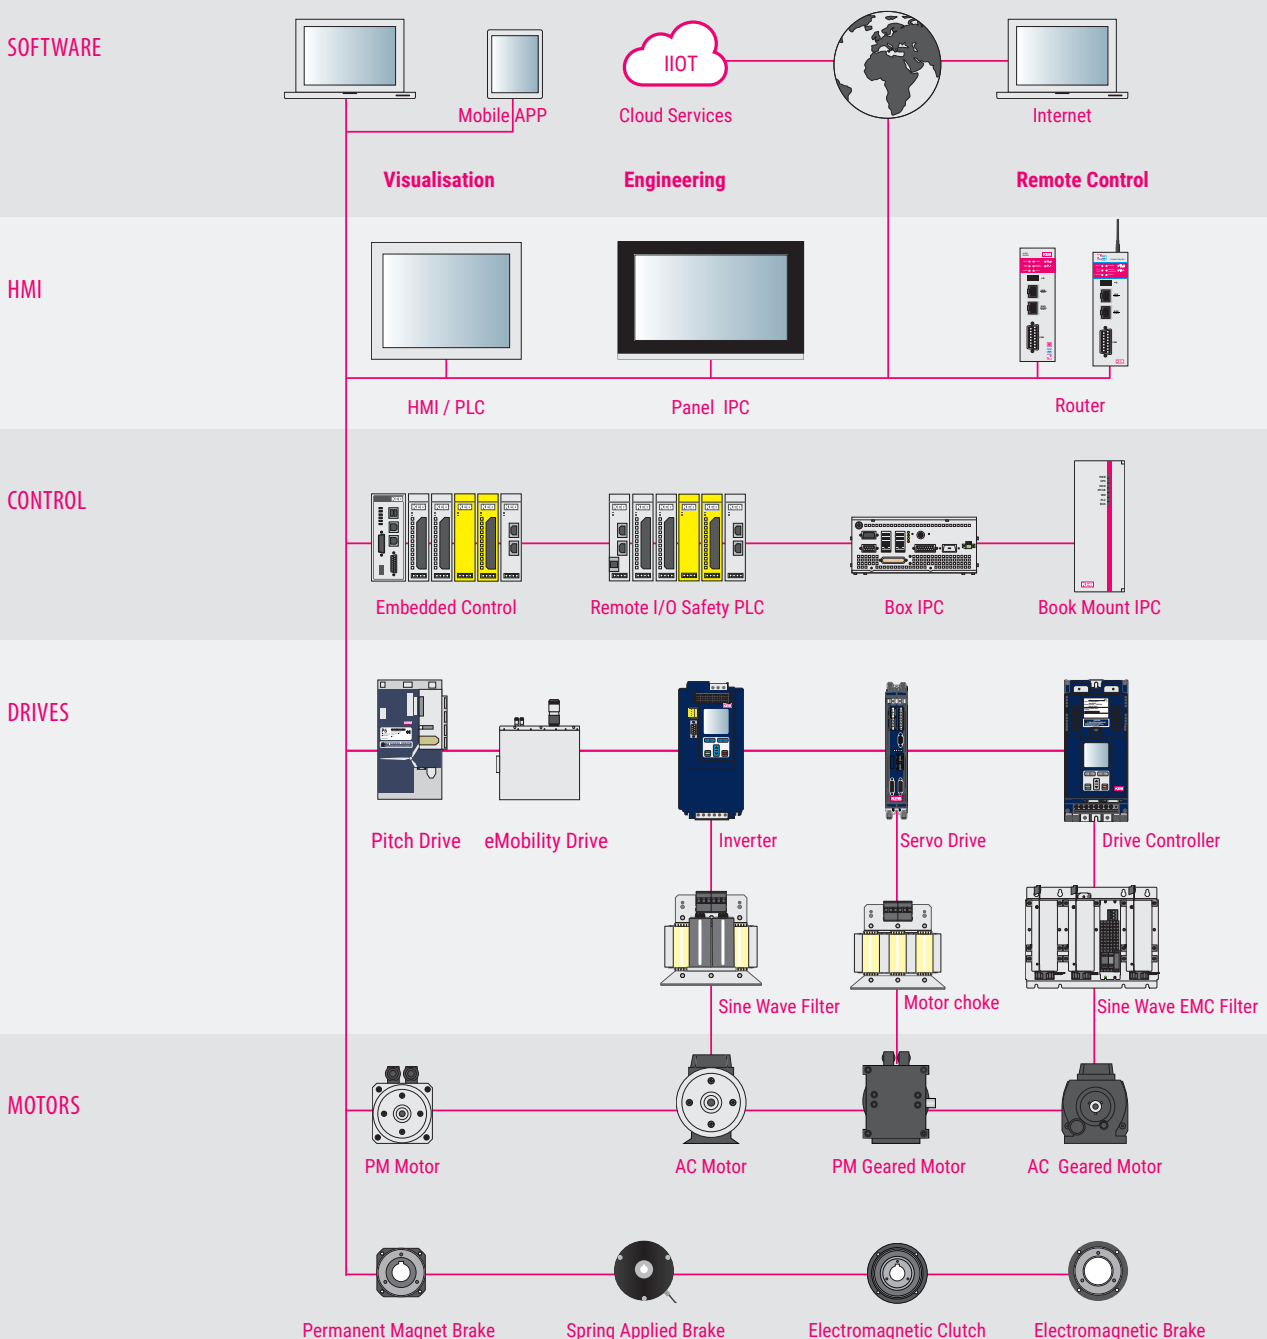 SOFTWARE
IIOT
Mobile APP
Cloud Services
Internet
Visualisation
Engineering
Remote Control
HMI
HMI / PLC
Panel IPC
Router
CONTROL
Embedded Control
Remote I/O Safety PLC
Box IPC
Book Mount IPC
DRIVES
Pitch Drive
eMobility Drive
Inverter
Servo Drive
Drive Controller
Sine Wave Filter
Motor choke
Sine Wave EMC Filter
MOTORS
PM Motor
AC Motor
PM Geared Motor
AC Geared Motor
Permanent Magnet Brake
Spring Applied Brake
Electromagnetic Clutch
Electromagnetic Brake